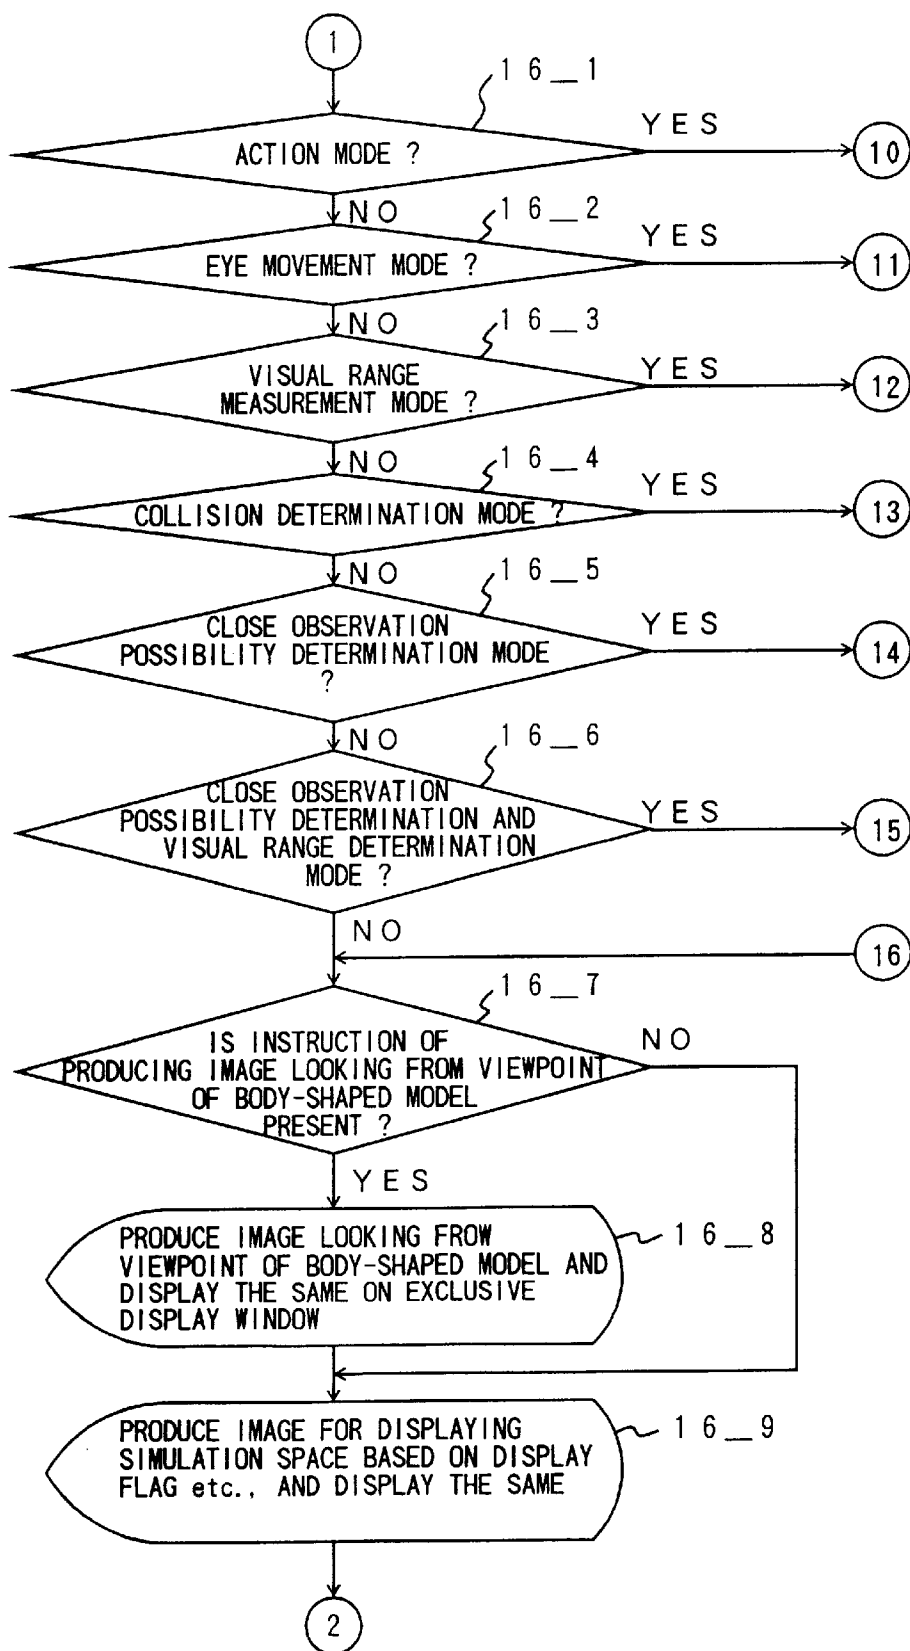 1
16_1
ACTION MODE ?
YES
10
NO
16_2
EYE MOVEMENT MODE ?
YES
11
NO
16_3
VISUAL RANGE
MEASUREMENT MODE ?
YES
12
NO
16_4
COLLISION DETERMINATION MODE ?
YES
13
NO
16_5
CLOSE OBSERVATION
POSSIBILITY DETERMINATION MODE
?
YES
14
NO
16_6
CLOSE OBSERVATION
POSSIBILITY DETERMINATION AND
VISUAL RANGE DETERMINATION
MODE ?
YES
15
NO
16
16_7
IS INSTRUCTION OF
PRODUCING IMAGE LOOKING FROM VIEWPOINT
OF BODY-SHAPED MODEL
PRESENT ?
NO
YES
PRODUCE IMAGE LOOKING FROM
VIEWPOINT OF BODY-SHAPED MODEL AND
DISPLAY THE SAME ON EXCLUSIVE
DISPLAY WINDOW
16_8
PRODUCE IMAGE FOR DISPLAYING
SIMULATION SPACE BASED ON DISPLAY
FLAG etc., AND DISPLAY THE SAME
16_9
2